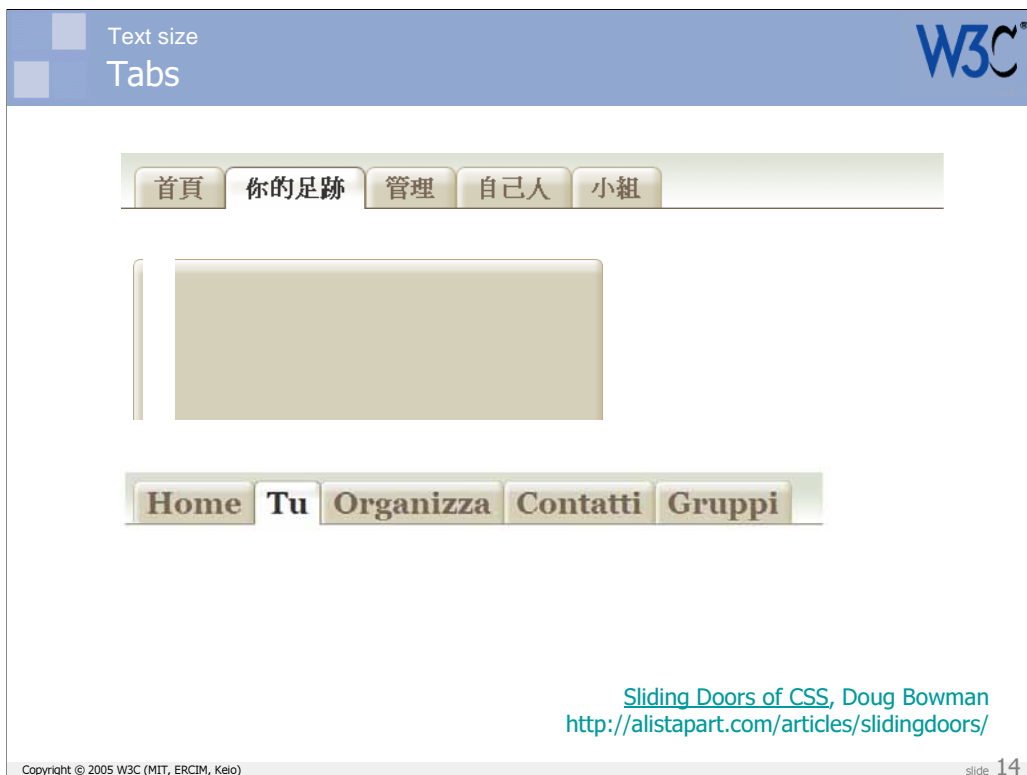 Text size
Tabs
W3C®
首頁 你的足跡 管理 自己人 小組
Home Tu Organizza Contatti Gruppi
Sliding Doors of CSS, Doug Bowman
http://alistapart.com/articles/slidingdoors/
Copyright © 2005 W3C (MIT, ERCIM, Keio)
slide 14